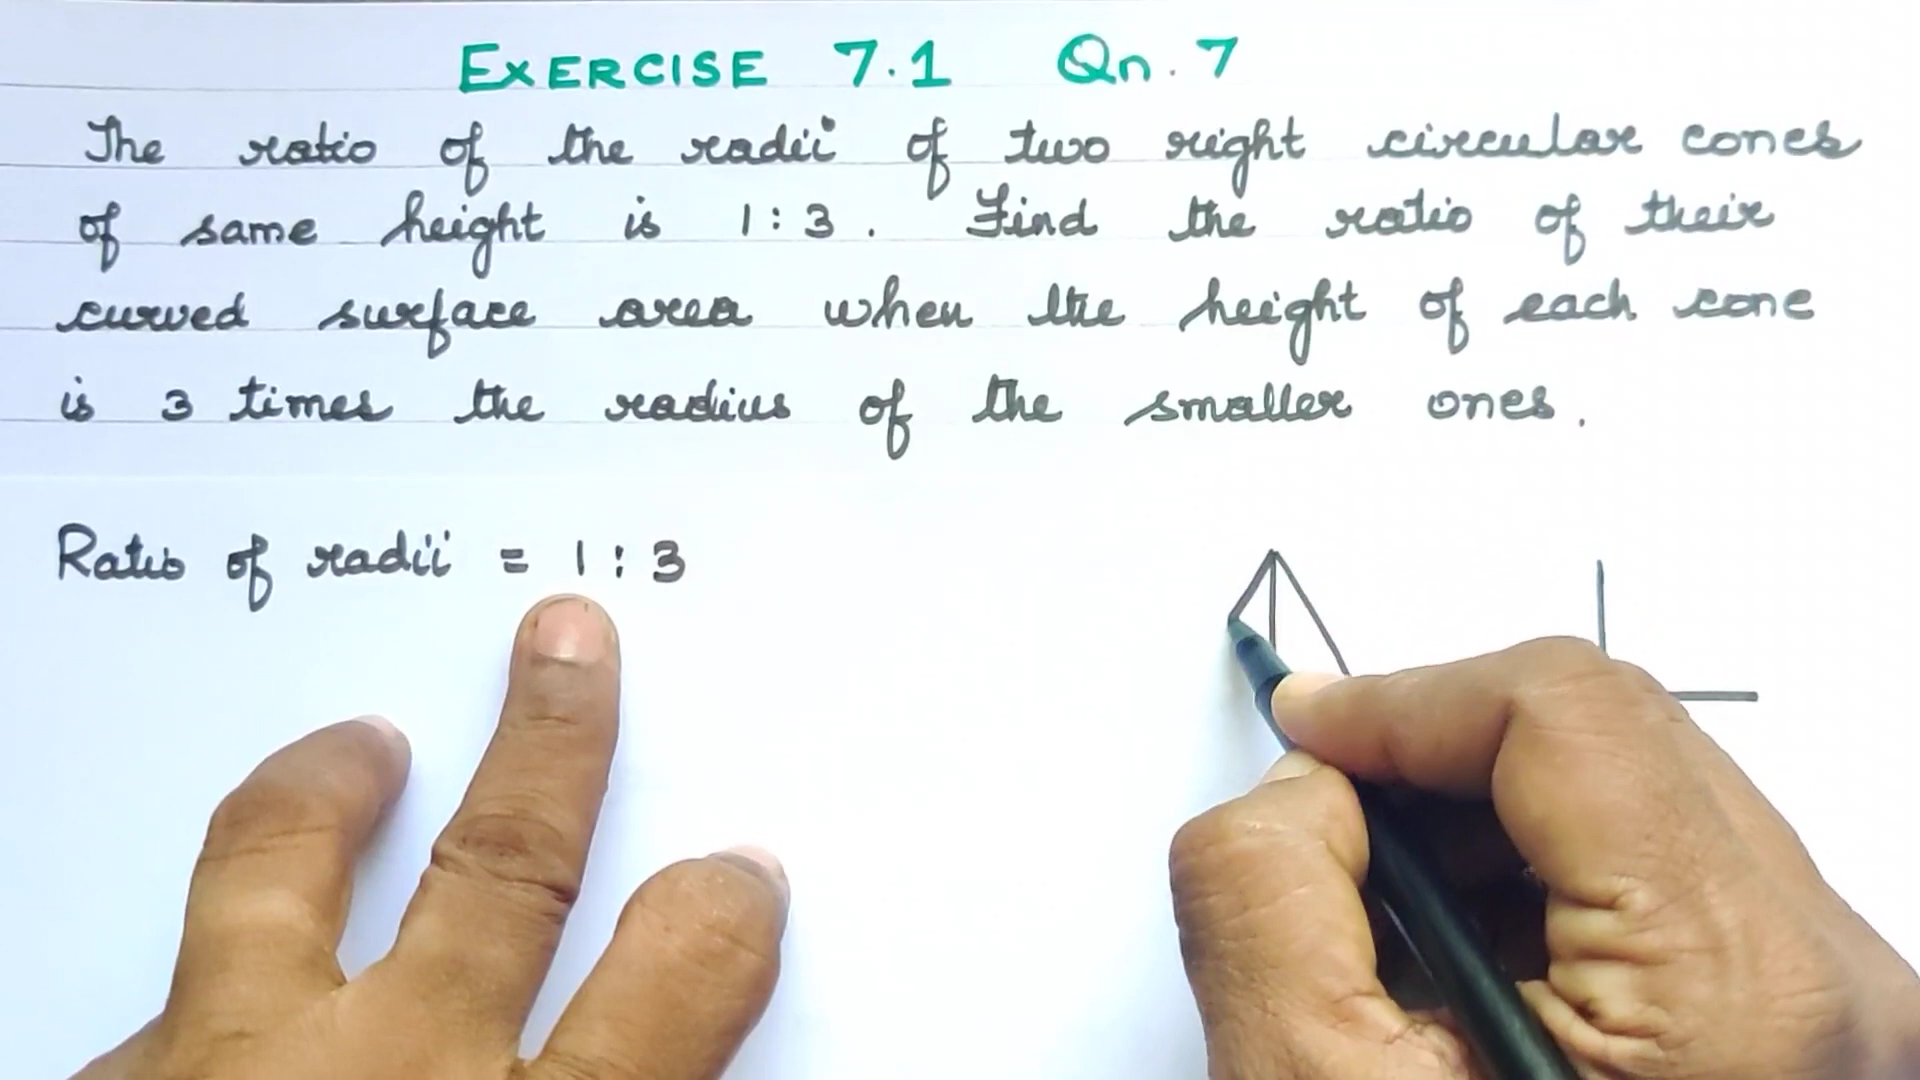 EXERCISE 7.1 Qn. 7
The ratio of the radii of two right circular cones
of same height is 1 : 3 . Find the ratio of their
curved surface area when the height of each cone
is 3 times the radius of the smaller ones .
Ratio of radii = 1 : 3